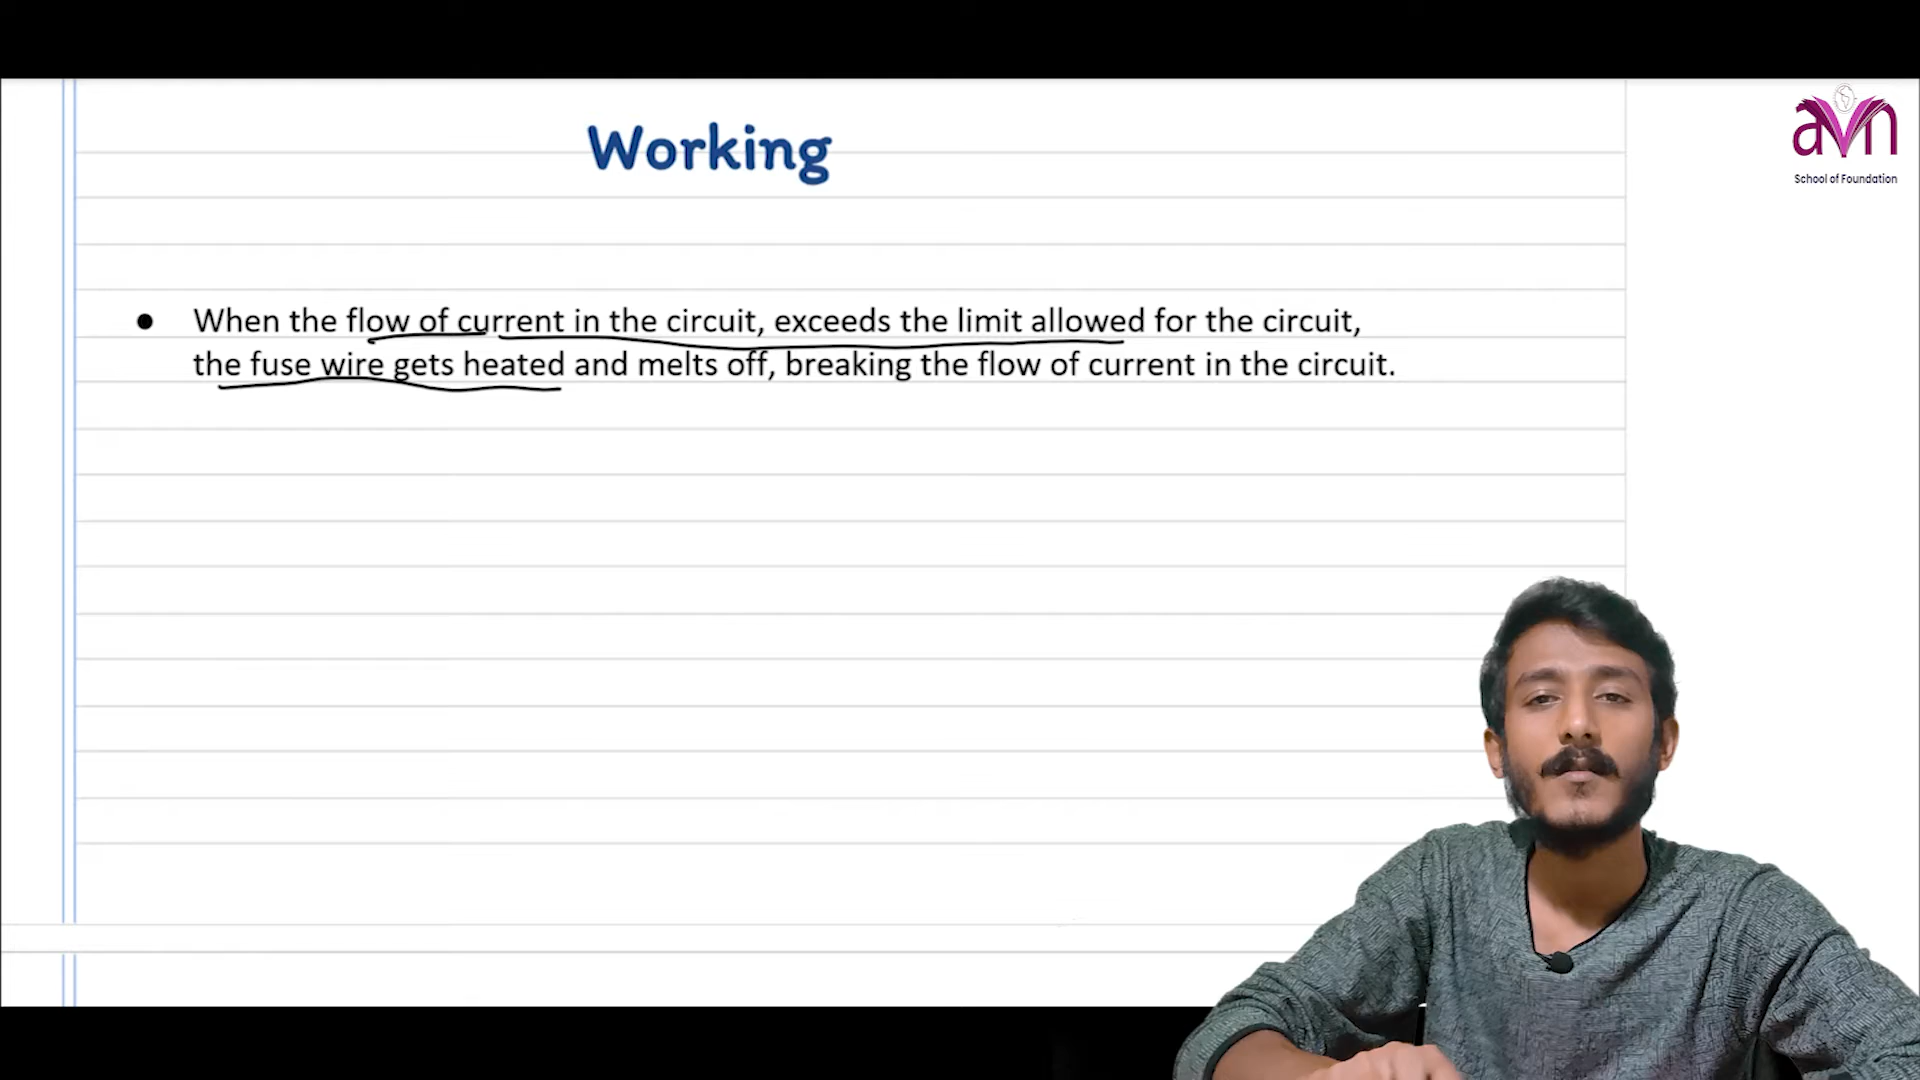 Working
● When the flow of current in the circuit, exceeds the limit allowed for the circuit,
the fuse wire gets heated and melts off, breaking the flow of current in the circuit.
avn
School of Foundation